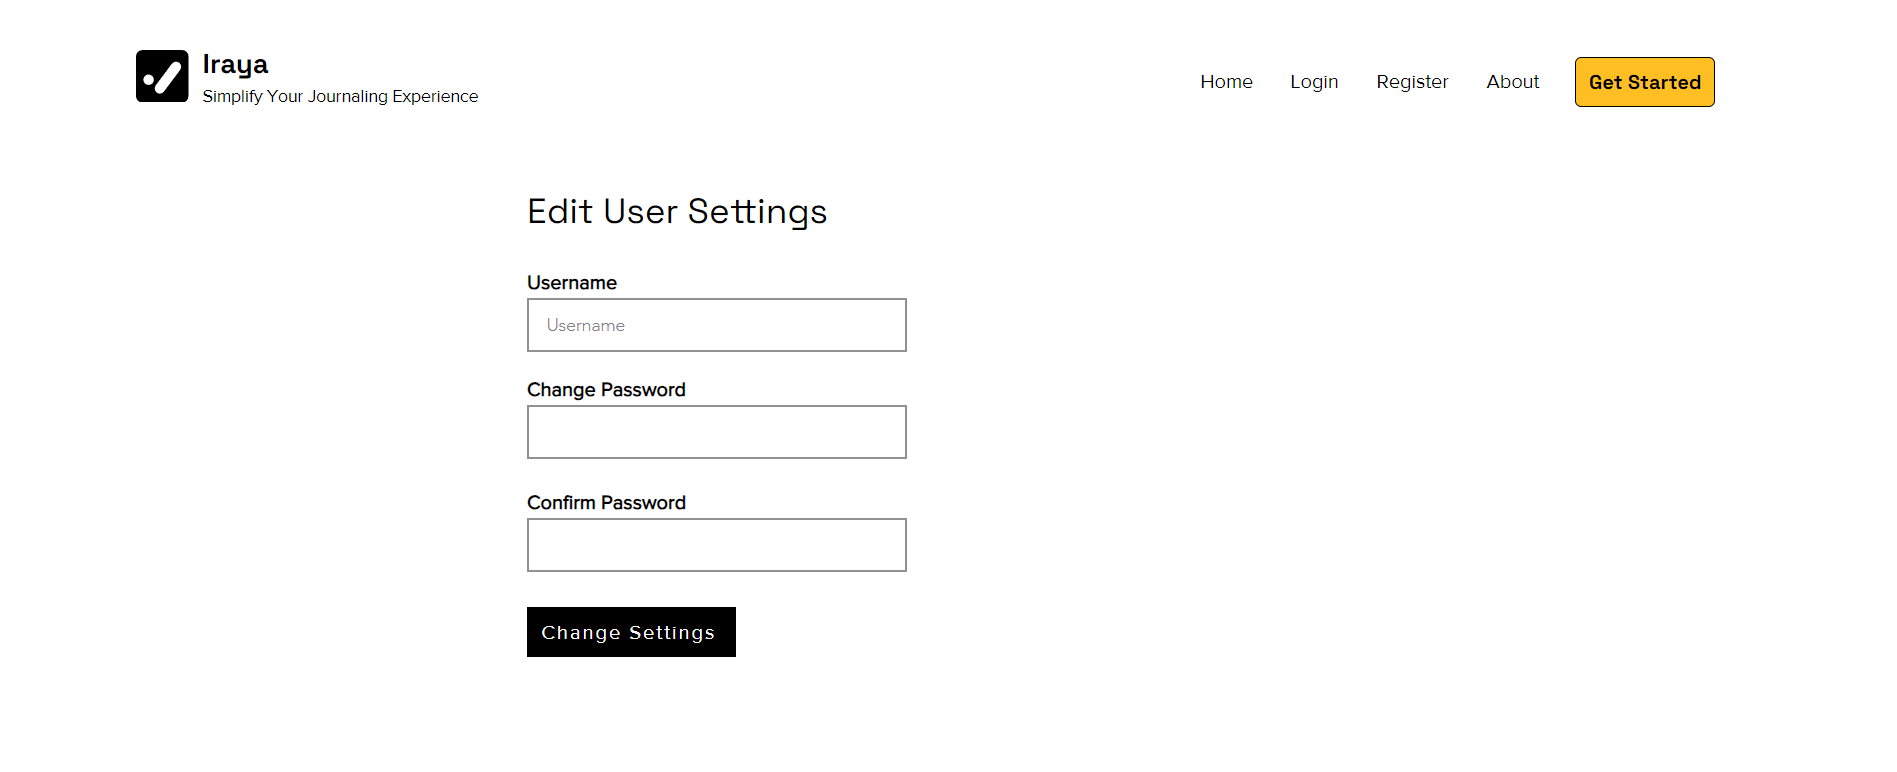 Iraya
Simplify Your Journaling Experience
Home Login Register About Get Started
Edit User Settings
Username
Username
Change Password
Confirm Password
Change Settings